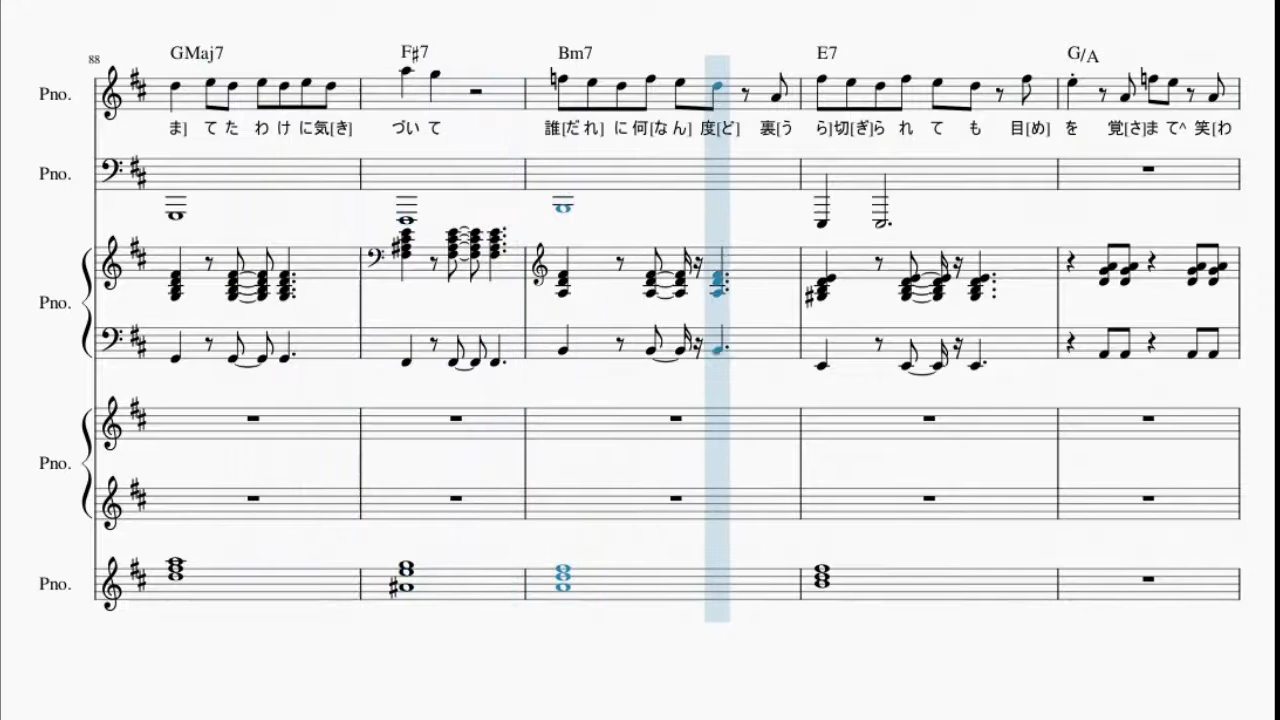 GMaj7 F♯7 Bm7 E7 G/A
88
Pno.
ま] て た わ け に 気[き] づい て 誰[だ れ] に 何[な ん] 度[ど] 裏[う ら]切[ぎ]ら れ て も 目[め] を 覚[さ]ま て^ 笑[わ
Pno.
Pno.
Pno.
Pno.